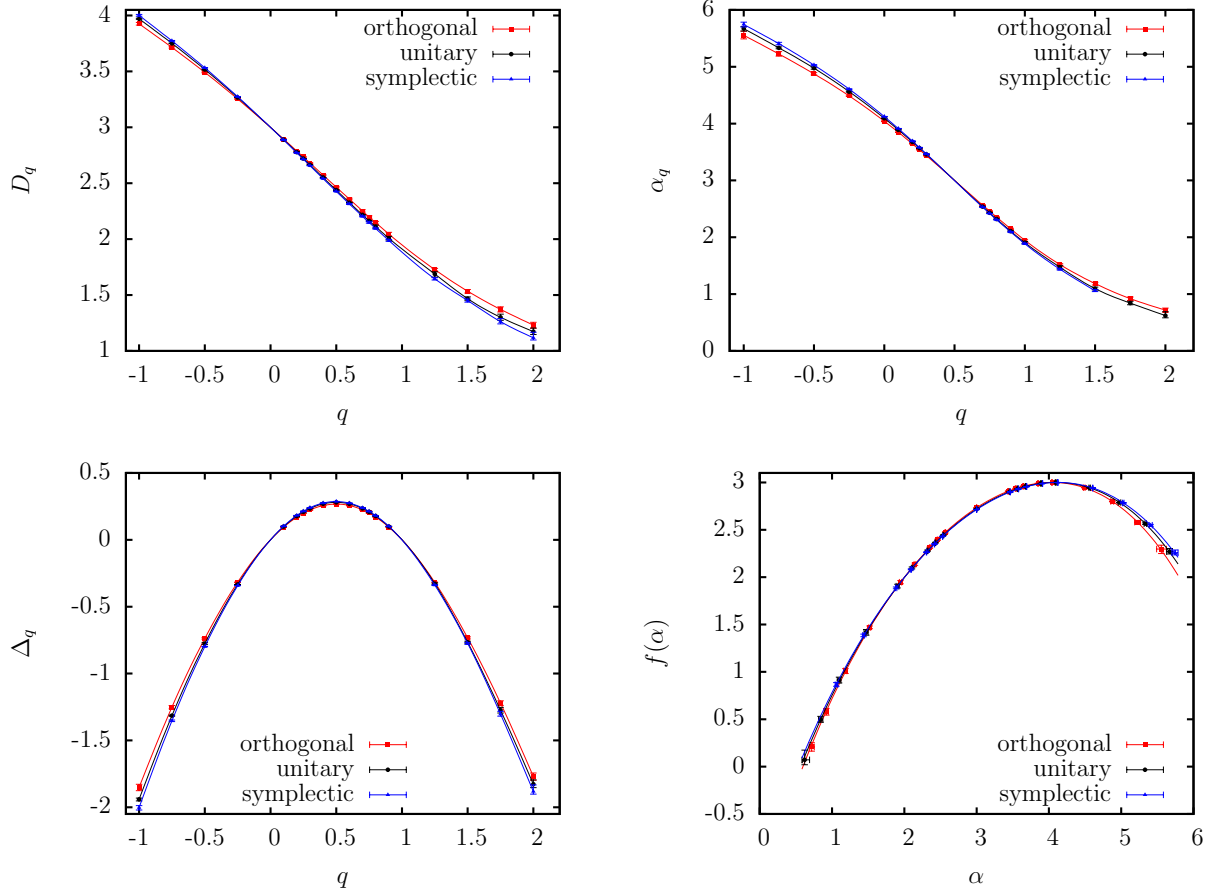 4
3.5
3
2.5
2
1.5
1
D_q
-1 -0.5 0 0.5 1 1.5 2
q
orthogonal
unitary
symplectic
6
5
4
3
2
1
0
α_q
-1 -0.5 0 0.5 1 1.5 2
q
orthogonal
unitary
symplectic
0.5
0
-0.5
-1
-1.5
-2
Δ_q
-1 -0.5 0 0.5 1 1.5 2
q
orthogonal
unitary
symplectic
3
2.5
2
1.5
1
0.5
0
-0.5
f(α)
0 1 2 3 4 5 6
α
orthogonal
unitary
symplectic